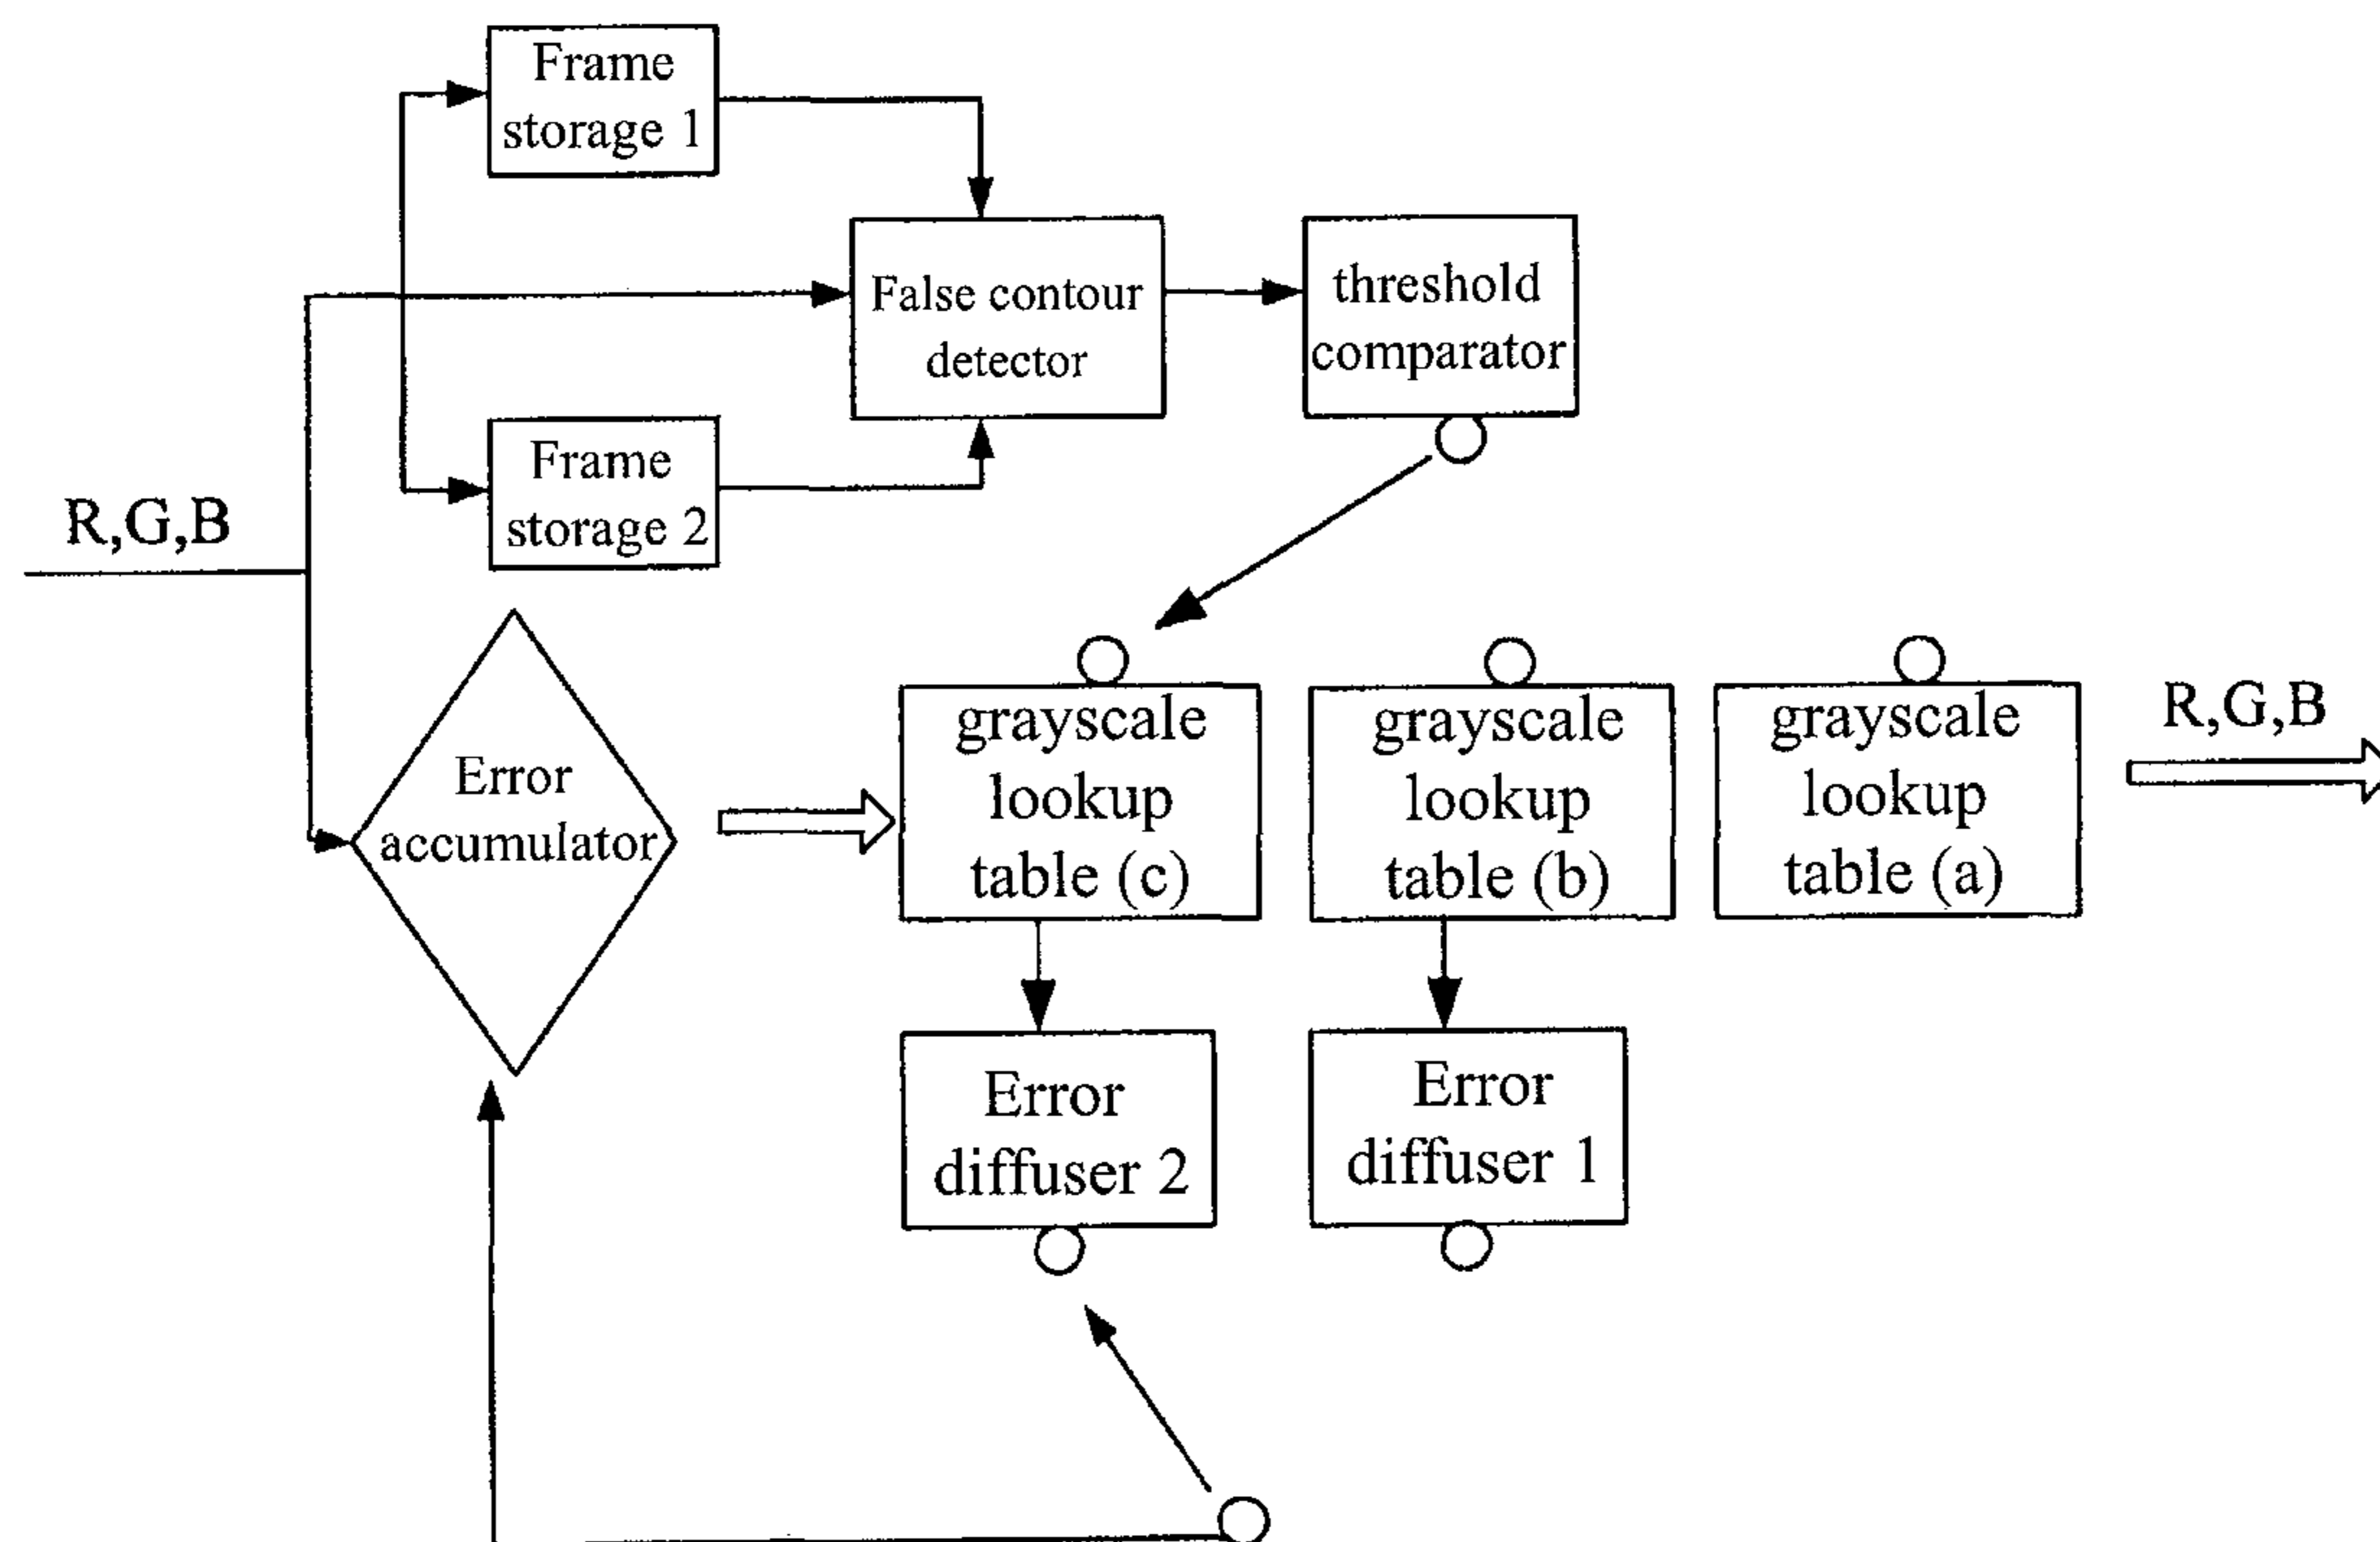 Frame
storage 1
False contour
detector
threshold
comparator
Frame
storage 2
R,G,B
Error
accumulator
grayscale
lookup
table (c)
grayscale
lookup
table (b)
grayscale
lookup
table (a)
R,G,B
Error
diffuser 2
Error
diffuser 1